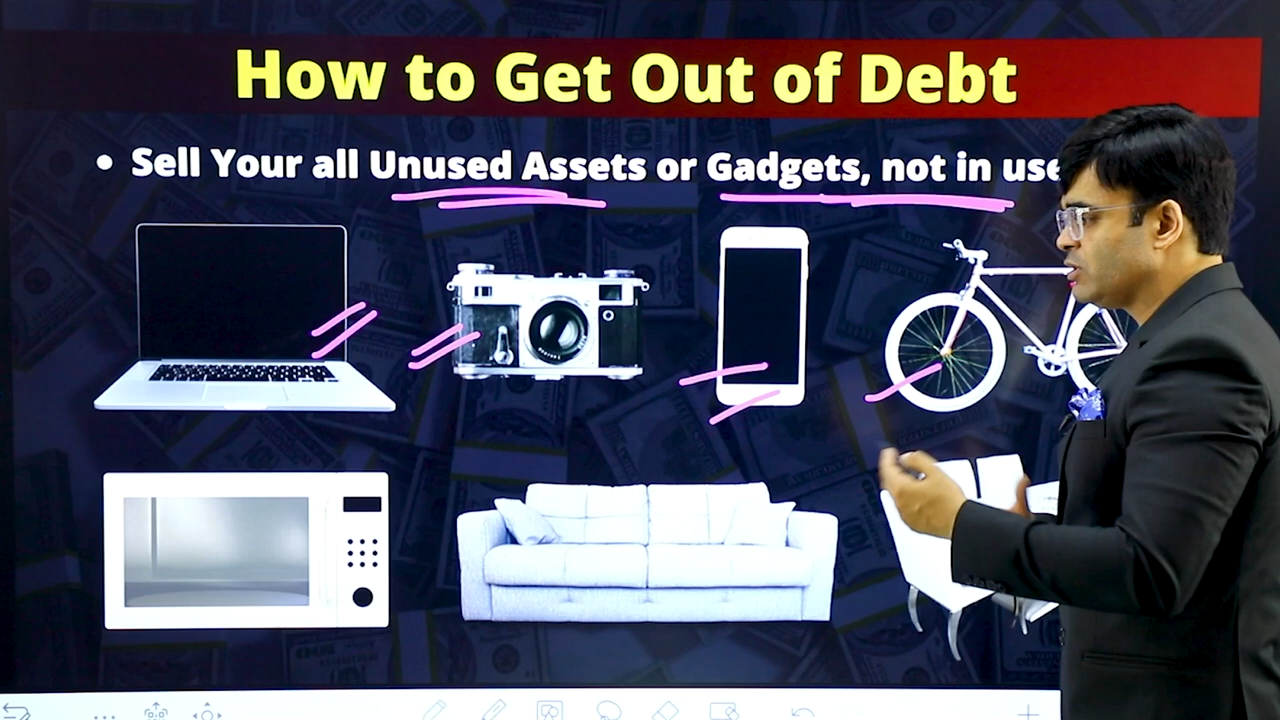 How to Get Out of Debt
• Sell Your all Unused Assets or Gadgets, not in use